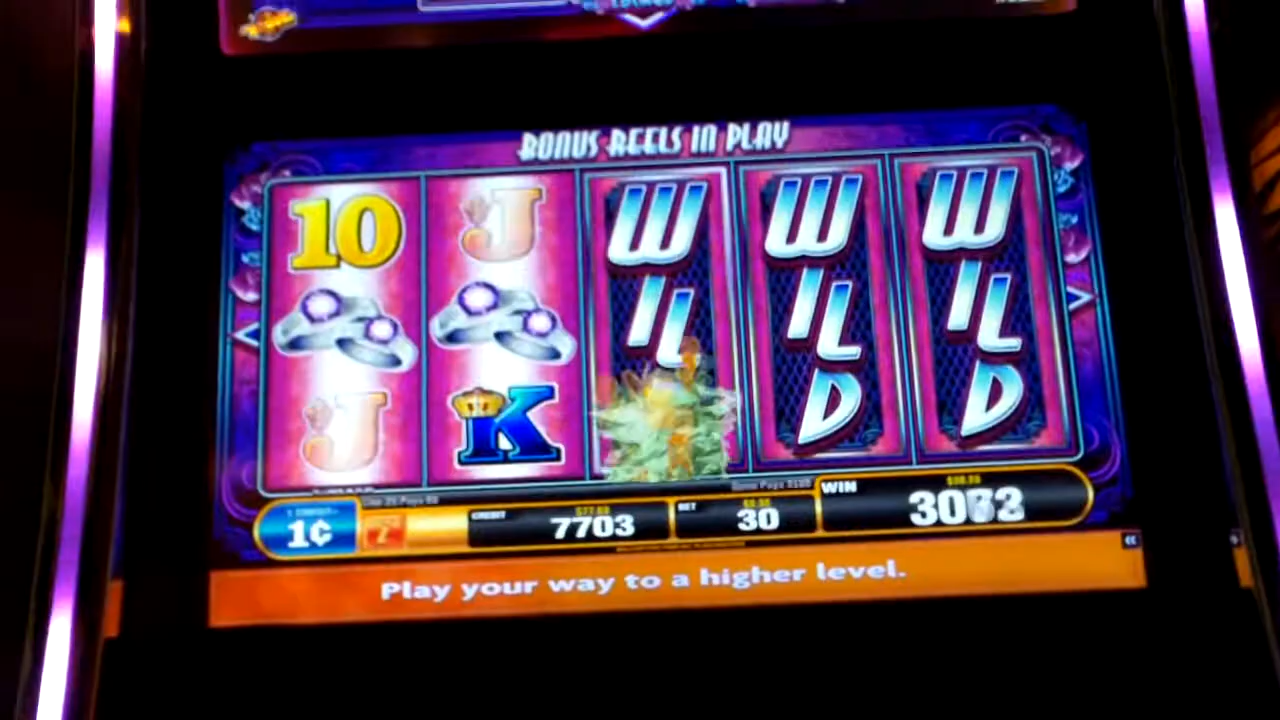 BONUS REELS IN PLAY
10 J WILD WILD WILD
J K
1¢
CREDIT 7703
BET 30
WIN
Play your way to a higher level.